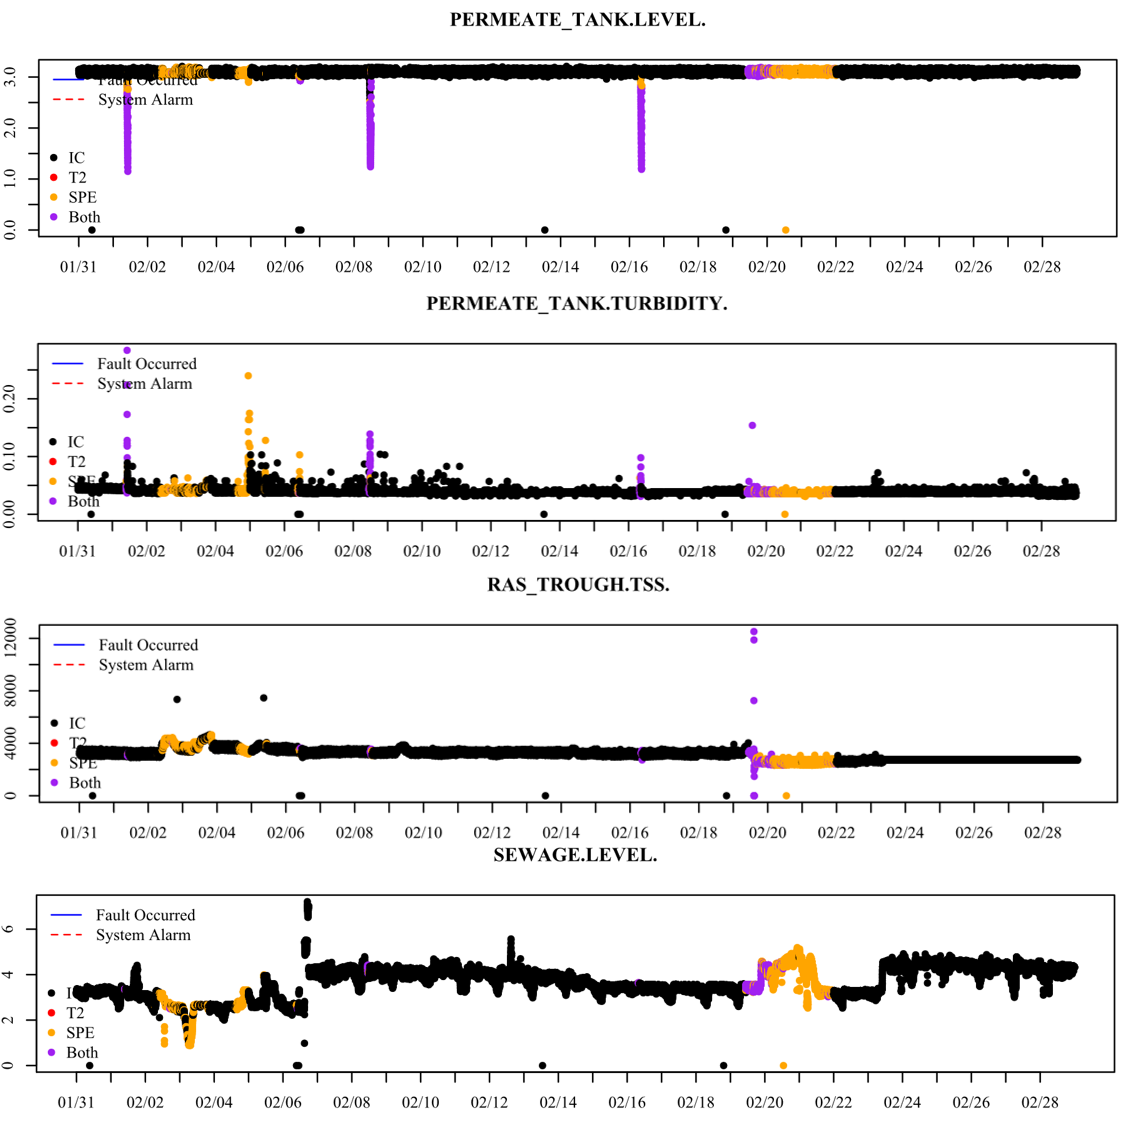 PERMEATE_TANK.LEVEL.
Fault Occurred
System Alarm
IC
T2
SPE
Both
0.0 1.0 2.0 3.0
01/31 02/02 02/04 02/06 02/08 02/10 02/12 02/14 02/16 02/18 02/20 02/22 02/24 02/26 02/28
PERMEATE_TANK.TURBIDITY.
Fault Occurred
System Alarm
IC
T2
SPE
Both
0.00 0.10 0.20
01/31 02/02 02/04 02/06 02/08 02/10 02/12 02/14 02/16 02/18 02/20 02/22 02/24 02/26 02/28
RAS_TROUGH.TSS.
Fault Occurred
System Alarm
IC
T2
SPE
Both
0 4000 8000 12000
01/31 02/02 02/04 02/06 02/08 02/10 02/12 02/14 02/16 02/18 02/20 02/22 02/24 02/26 02/28
SEWAGE.LEVEL.
Fault Occurred
System Alarm
IC
T2
SPE
Both
0 2 4 6
01/31 02/02 02/04 02/06 02/08 02/10 02/12 02/14 02/16 02/18 02/20 02/22 02/24 02/26 02/28